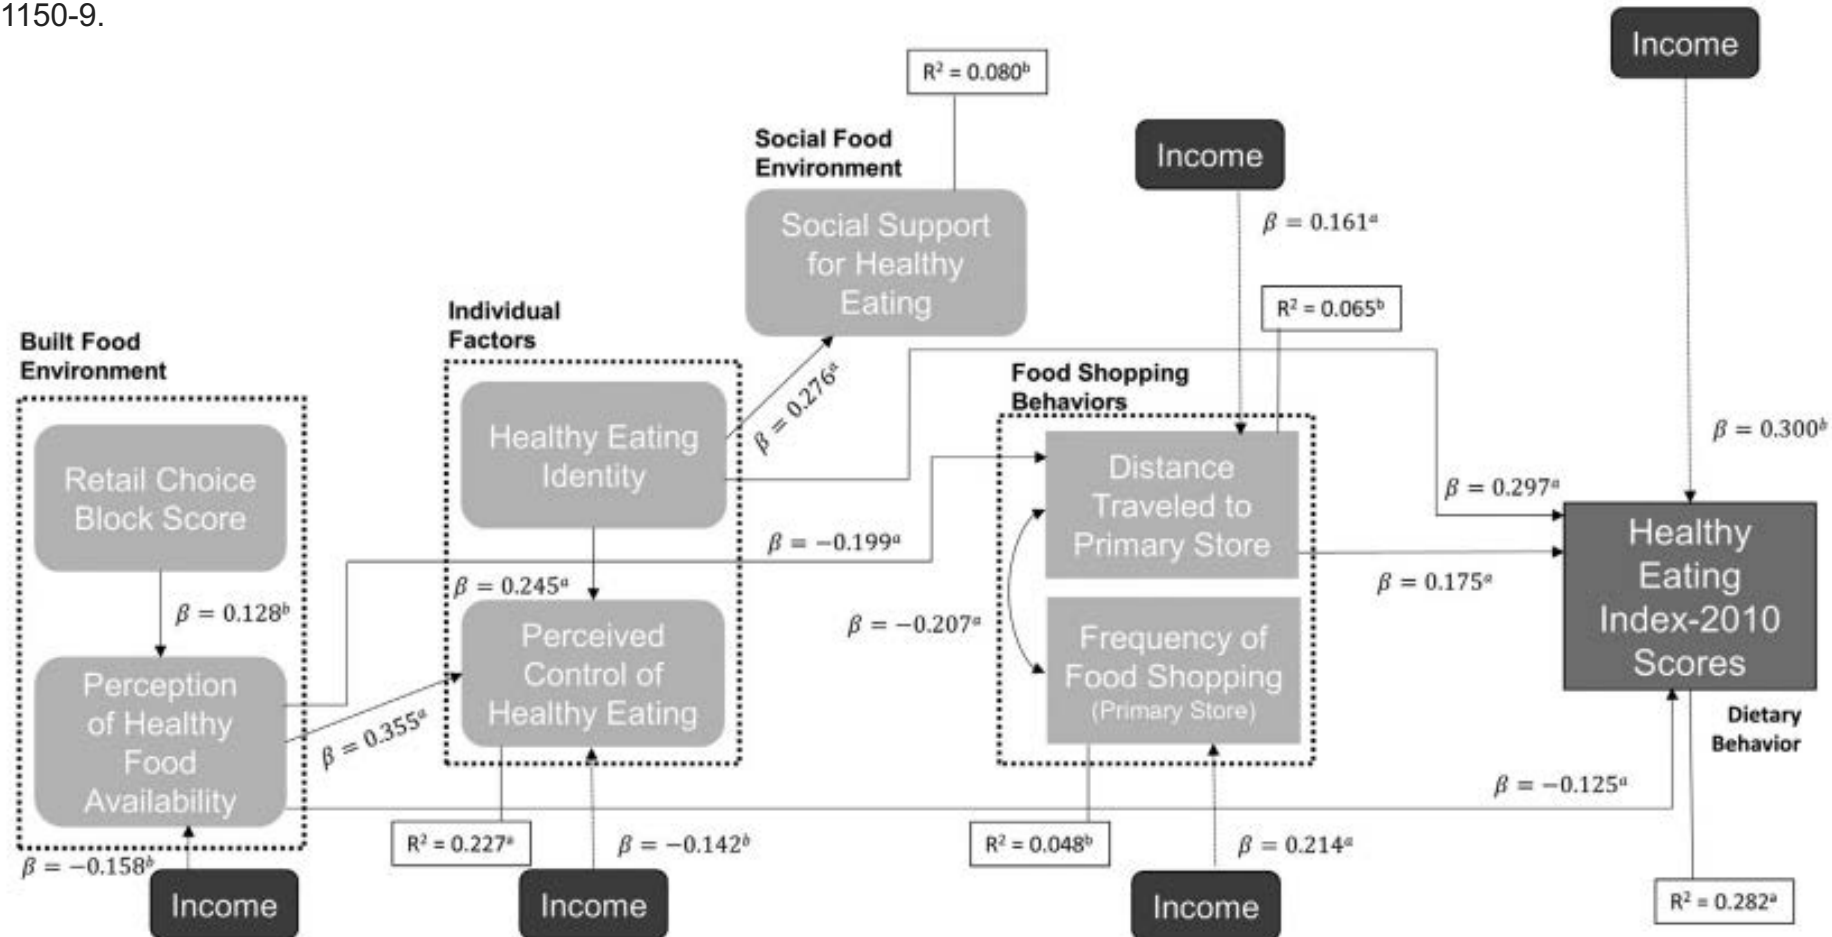 1150-9.
Income
R² = 0.080ᵇ
Social Food
Environment
Income
Social Support
for Healthy
Eating
β = 0.161ᵃ
R² = 0.065ᵇ
Individual
Factors
Built Food
Environment
β = 0.276ᵃ
Food Shopping
Behaviors
Healthy Eating
Identity
β = 0.300ᵇ
Retail Choice
Block Score
Distance
Traveled to
Primary Store
β = 0.297ᵃ
β = −0.199ᵃ
Healthy
Eating
Index-2010
Scores
β = 0.245ᵃ
β = 0.175ᵃ
β = 0.128ᵇ
β = −0.207ᵃ
Perception
of Healthy
Food
Availability
Perceived
Control of
Healthy Eating
Frequency of
Food Shopping
(Primary Store)
β = 0.355ᵃ
Dietary
Behavior
β = −0.125ᵃ
R² = 0.227ᵃ
β = −0.142ᵇ
R² = 0.048ᵇ
β = 0.214ᵃ
β = −0.158ᵇ
Income
Income
Income
R² = 0.282ᵃ